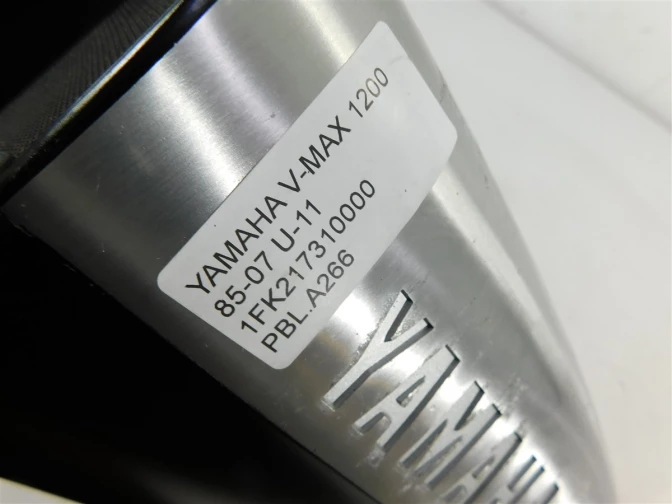 YAMAHA V-MAX 1200
85-07 U-11
1FK217310000
PBL.A266
YAMAHA